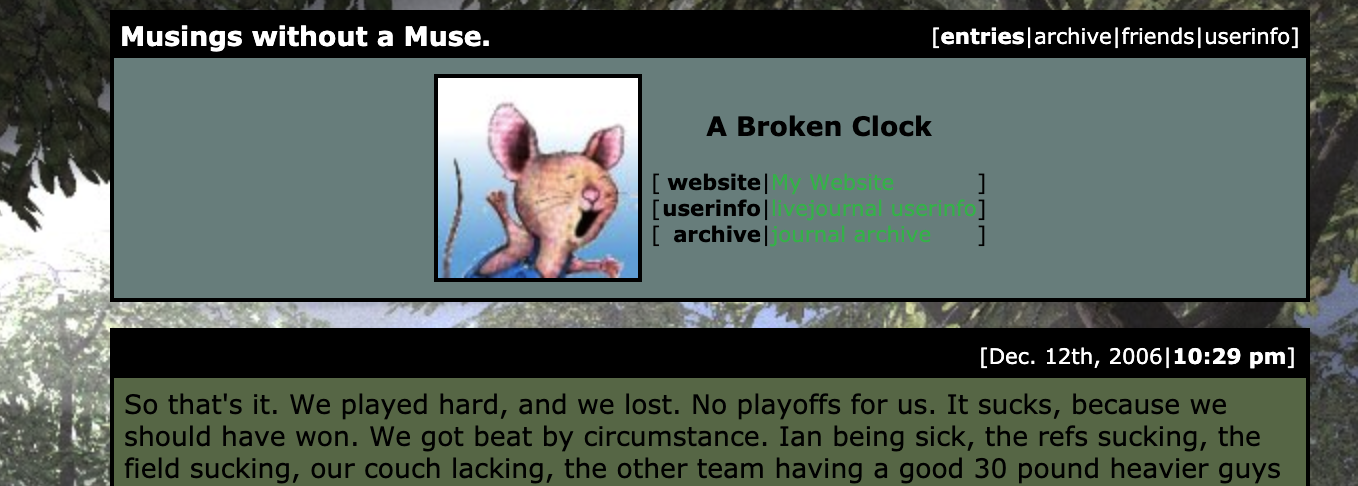 Musings without a Muse.
[entries|archive|friends|userinfo]
A Broken Clock
[ website|My Website ]
[userinfo|livejournal userinfo]
[ archive|journal archive ]
[Dec. 12th, 2006|10:29 pm]
So that's it. We played hard, and we lost. No playoffs for us. It sucks, because we
should have won. We got beat by circumstance. Ian being sick, the refs sucking, the
field sucking, our couch lacking, the other team having a good 30 pound heavier guys